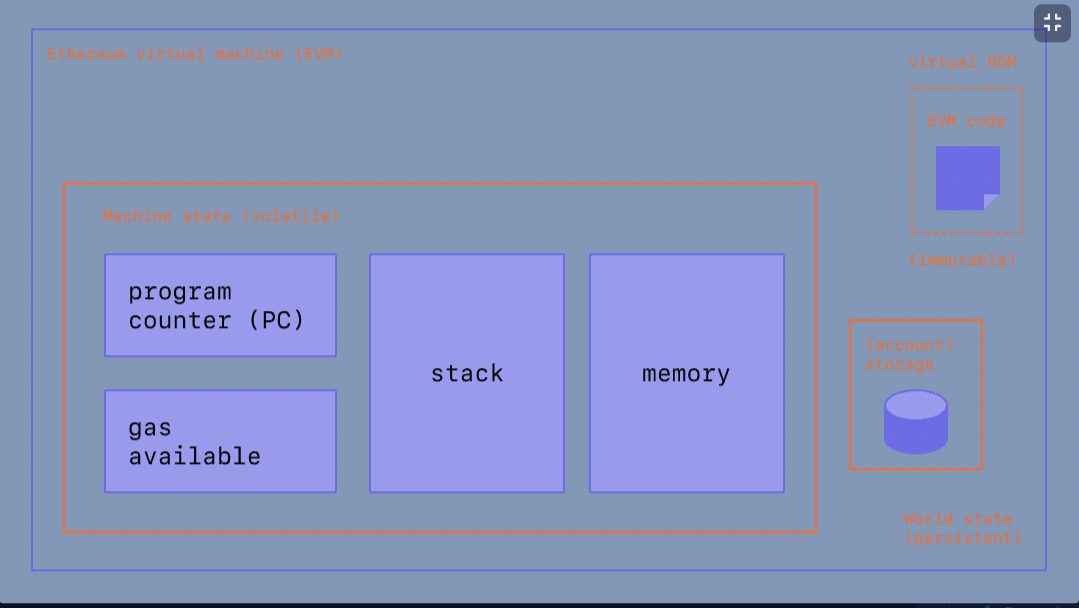 Ethereum virtual machine (EVM)
virtual ROM
EVM code
(immutable)
Machine state (volatile)
program
counter (PC)
gas
available
stack
memory
(account)
storage
World state
(persistent)